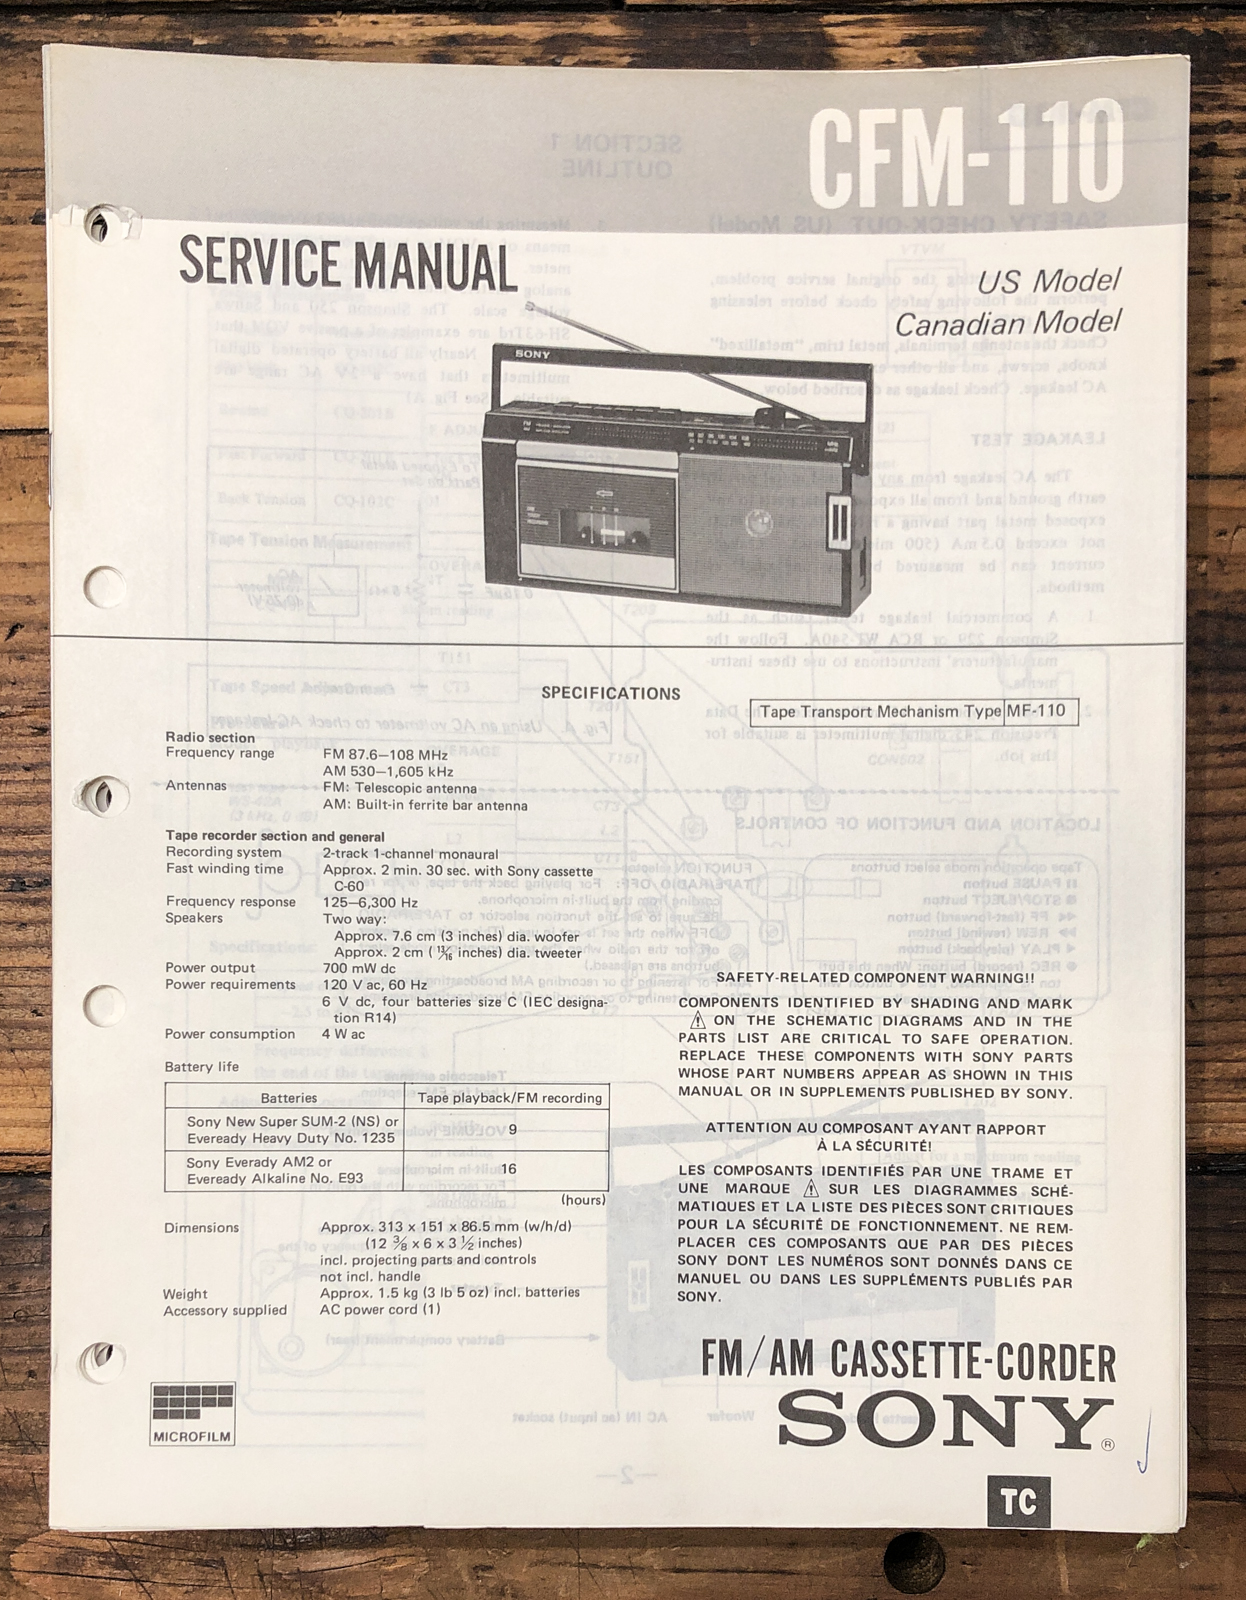 CFM-110
SERVICE MANUAL
US Model
Canadian Model
SONY
SPECIFICATIONS
Tape Transport Mechanism Type MF-110
Radio section
Frequency range FM 87.6–108 MHz
AM 530–1,605 kHz
Antennas FM: Telescopic antenna
AM: Built-in ferrite bar antenna
Tape recorder section and general
Recording system 2-track 1-channel monaural
Fast winding time Approx. 2 min. 30 sec. with Sony cassette
C-60
Frequency response 125–6,300 Hz
Speakers Two way:
Approx. 7.6 cm (3 inches) dia. woofer
Approx. 2 cm (13/16 inches) dia. tweeter
Power output 700 mW dc
Power requirements 120 V ac, 60 Hz
6 V dc, four batteries size C (IEC designa-
tion R14)
Power consumption 4 W ac
Battery life
Batteries Tape playback/FM recording
Sony New Super SUM-2 (NS) or
Eveready Heavy Duty No. 1235 9
Sony Everady AM2 or
Eveready Alkaline No. E93 16
(hours)
Dimensions Approx. 313 x 151 x 86.5 mm (w/h/d)
(12 3/8 x 6 x 3 1/2 inches)
incl. projecting parts and controls
not incl. handle
Weight Approx. 1.5 kg (3 lb 5 oz) incl. batteries
Accessory supplied AC power cord (1)
SAFETY-RELATED COMPONENT WARNING!!
COMPONENTS IDENTIFIED BY SHADING AND MARK
⚠ ON THE SCHEMATIC DIAGRAMS AND IN THE
PARTS LIST ARE CRITICAL TO SAFE OPERATION.
REPLACE THESE COMPONENTS WITH SONY PARTS
WHOSE PART NUMBERS APPEAR AS SHOWN IN THIS
MANUAL OR IN SUPPLEMENTS PUBLISHED BY SONY.
ATTENTION AU COMPOSANT AYANT RAPPORT
À LA SÉCURITÉ!
LES COMPOSANTS IDENTIFIÉS PAR UNE TRAME ET
UNE MARQUE ⚠ SUR LES DIAGRAMMES SCHÉ-
MATIQUES ET LA LISTE DES PIÈCES SONT CRITIQUES
POUR LA SÉCURITÉ DE FONCTIONNEMENT. NE REM-
PLACER CES COMPOSANTS QUE PAR DES PIÈCES
SONY DONT LES NUMÉROS SONT DONNÉS DANS CE
MANUEL OU DANS LES SUPPLÉMENTS PUBLIÉS PAR
SONY.
FM/AM CASSETTE-CORDER
SONY®
MICROFILM
TC